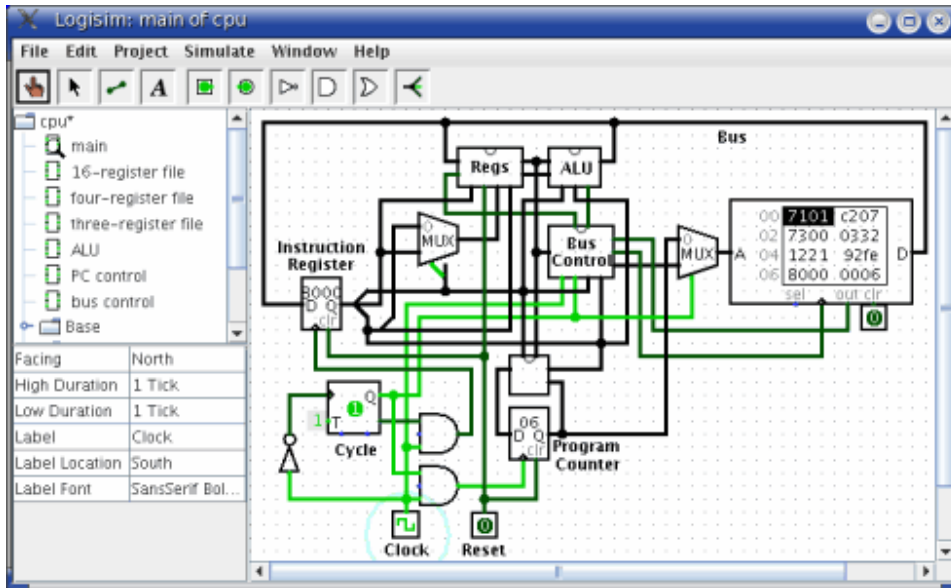 Logisim: main of cpu
File Edit Project Simulate Window Help
A
cpu*
main
16-register file
four-register file
three-register file
ALU
PC control
bus control
Base
Facing North
High Duration 1 Tick
Low Duration 1 Tick
Label Clock
Label Location South
Label Font SansSerif Bol...
Bus
Regs ALU
00 7101 c207
02 7300 0332
04 1221 92fe
06 8000 0006
A D
sel out clr
0
0 MUX
Bus
Control
0 MUX
Instruction
Register
8000
D Q
clr
1 T Q
1
Cycle
06
D Q
clr
Program
Counter
Clock
0
Reset